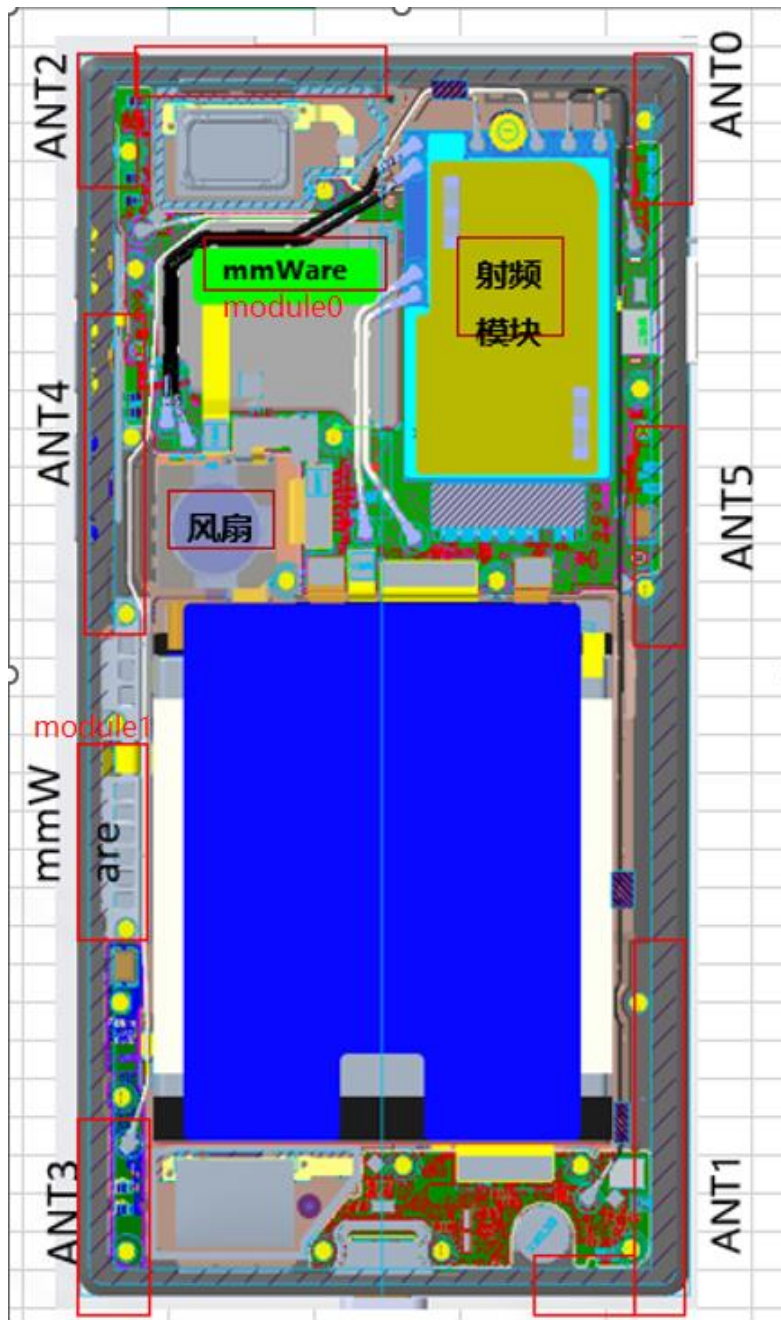 ANT2
ANT0
mmWare
module0
射频
模块
ANT4
ANT5
风扇
module1
mmW
are
ANT3
ANT1